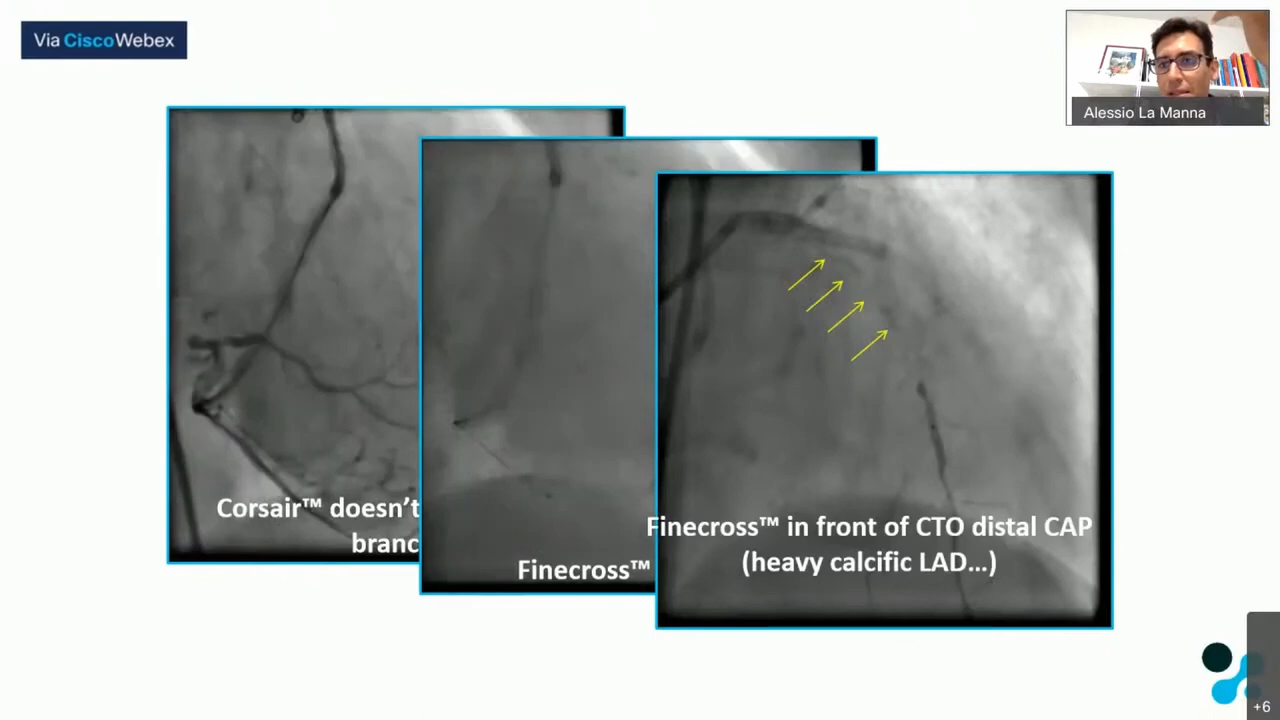 Via CiscoWebex
Alessio La Manna
Corsair™ doesn’t
branc
Finecross™
Finecross™ in front of CTO distal CAP
(heavy calcific LAD…)
+6